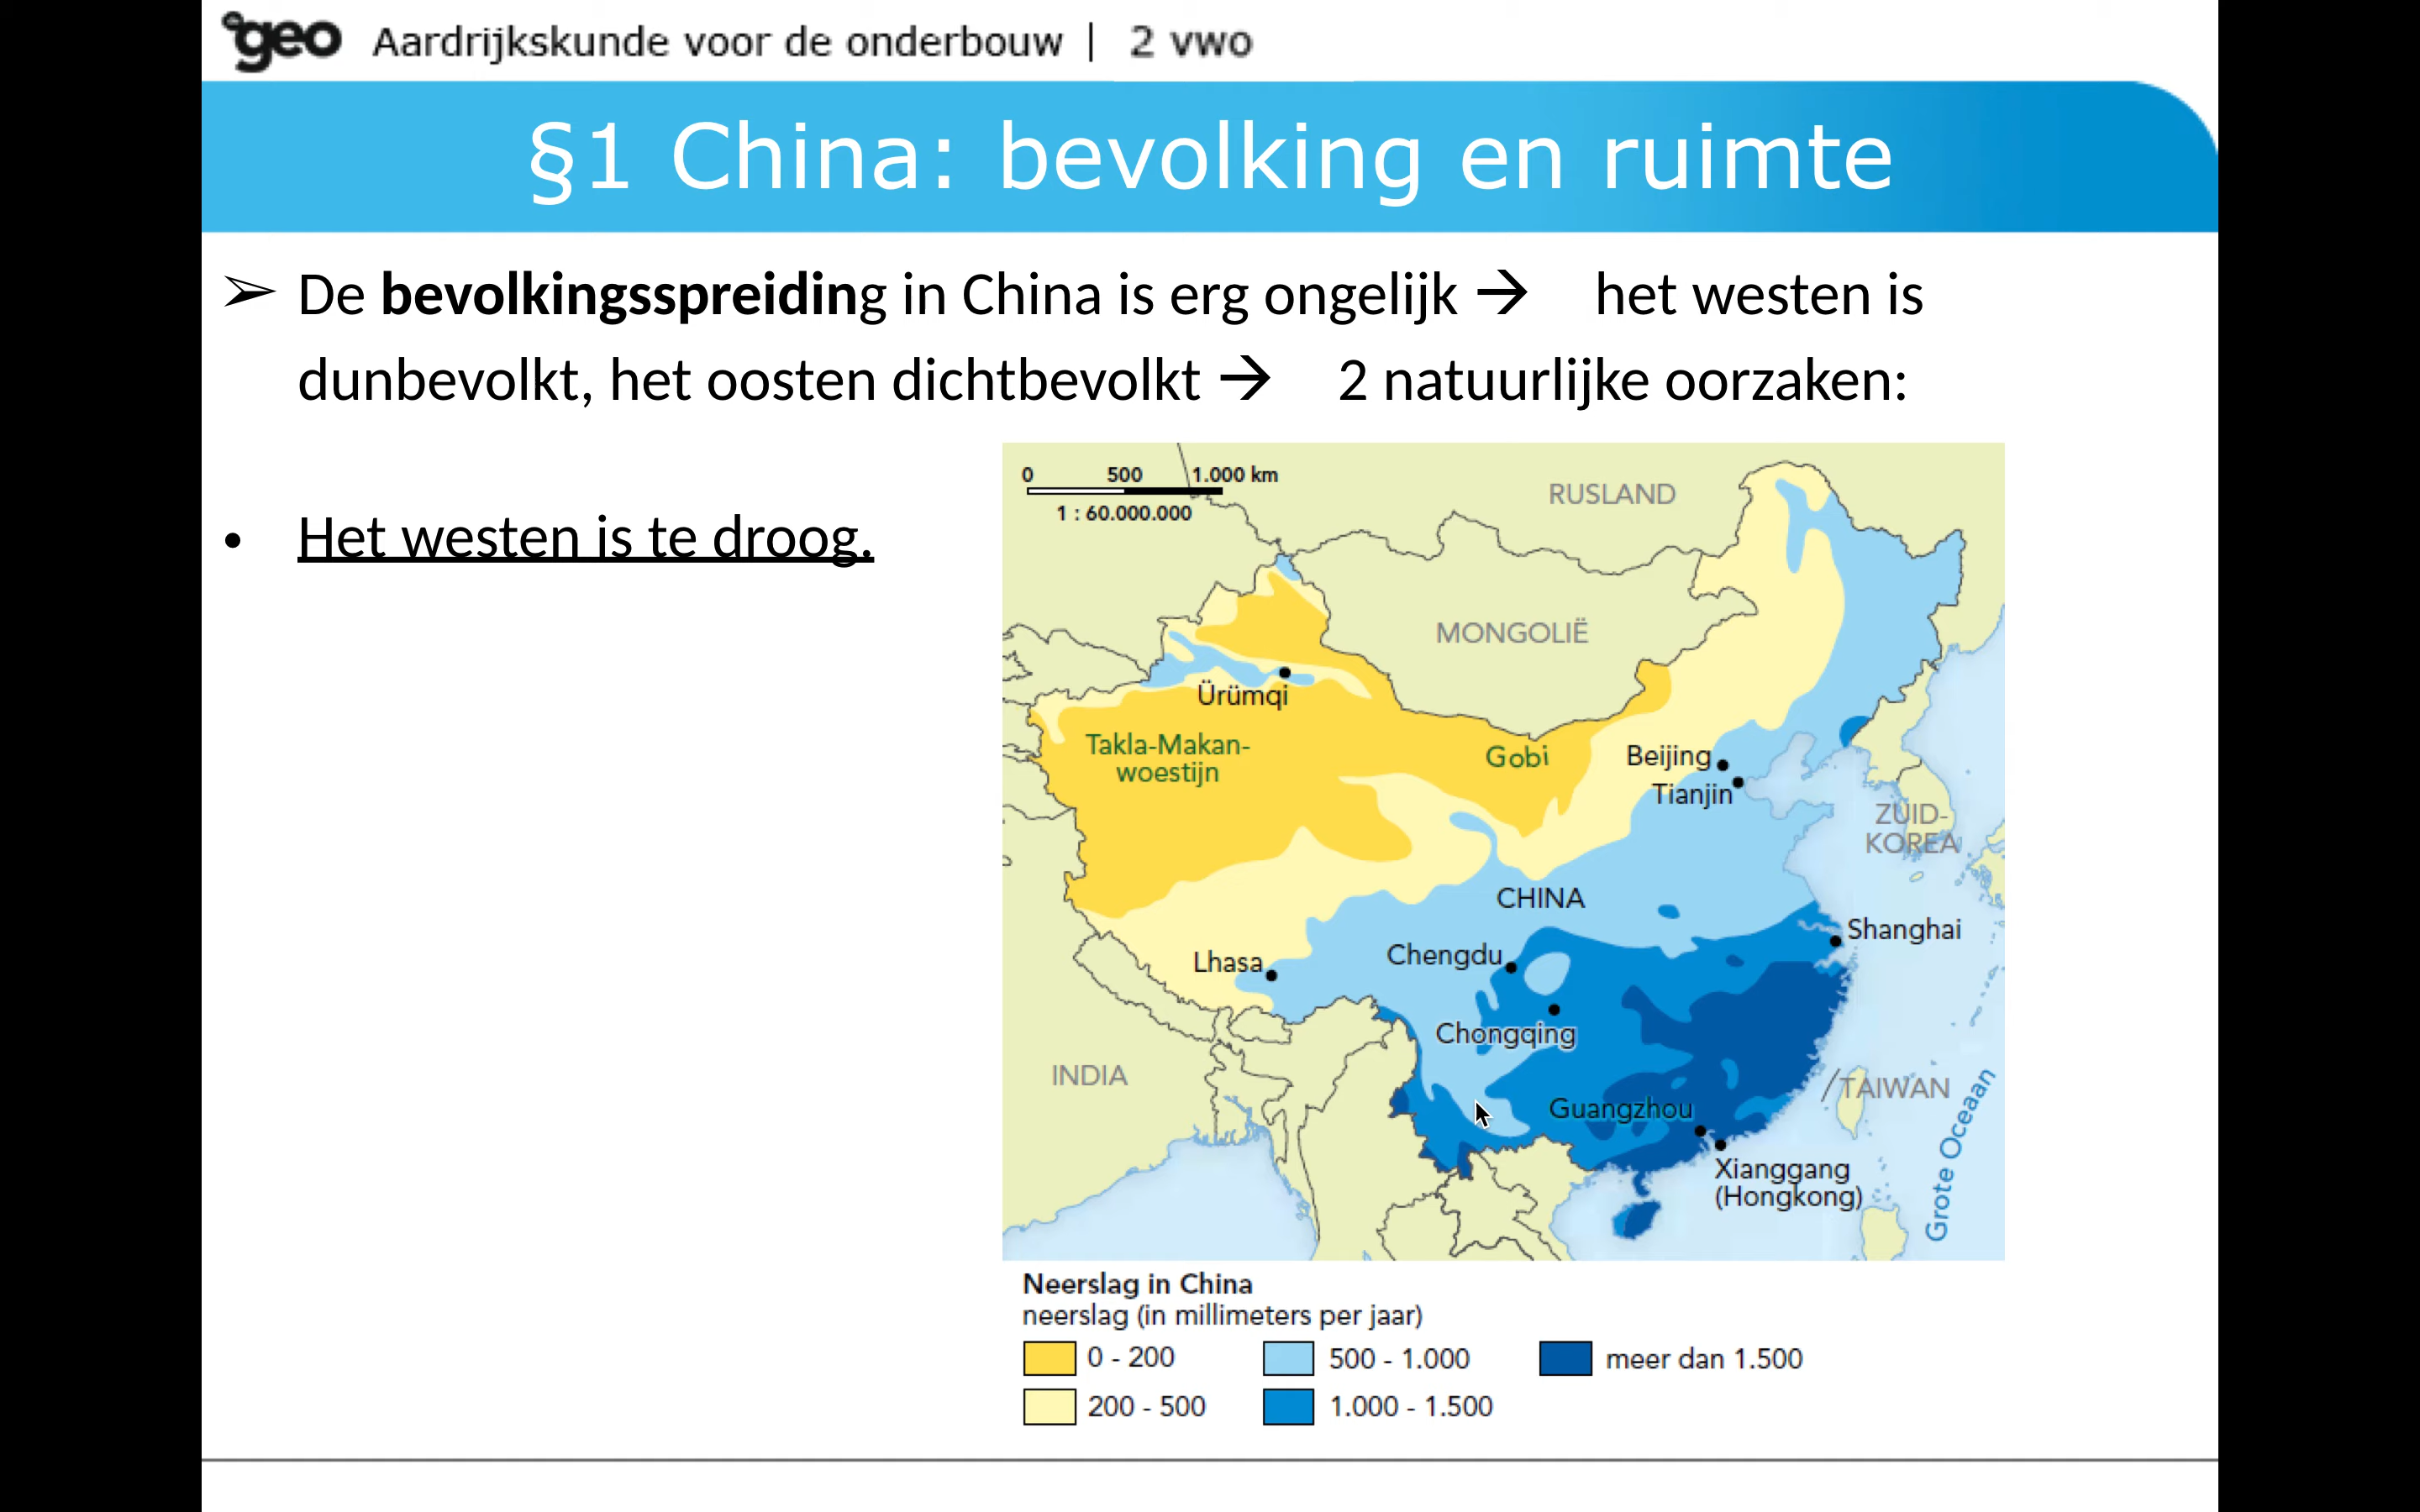 geo Aardrijkskunde voor de onderbouw | 2 vwo
§1 China: bevolking en ruimte
➢ De bevolkingsspreiding in China is erg ongelijk → het westen is
dunbevolkt, het oosten dichtbevolkt → 2 natuurlijke oorzaken:
• Het westen is te droog.
0 500 1.000 km
1 : 60.000.000
RUSLAND
MONGOLIË
Ürümqi
Takla-Makan-
woestijn
Gobi
Beijing
Tianjin
ZUID-
KOREA
CHINA
Shanghai
Chengdu
Lhasa
Chongqing
INDIA
TAIWAN
Guangzhou
Xianggang
(Hongkong)
Grote Oceaan
Neerslag in China
neerslag (in millimeters per jaar)
0 - 200 500 - 1.000 meer dan 1.500
200 - 500 1.000 - 1.500